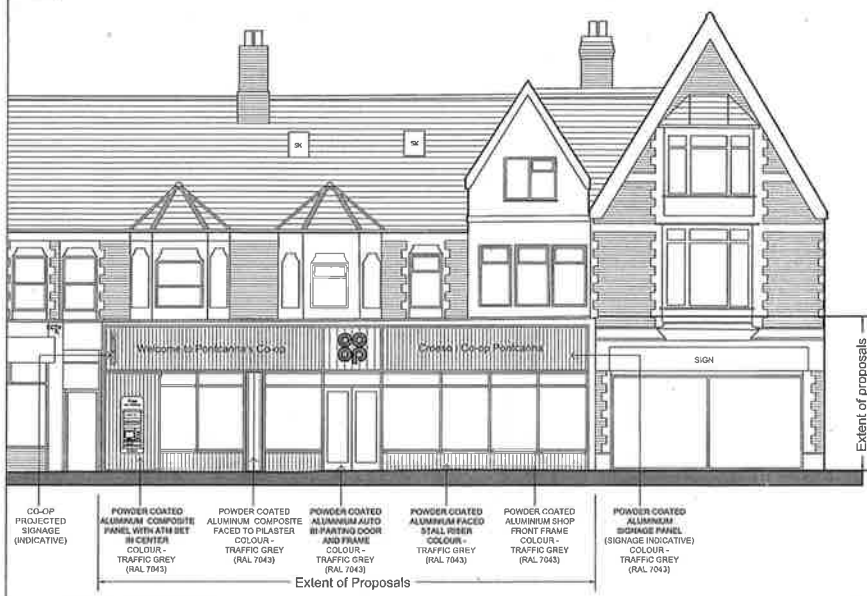 SK
SK
Welcome to Pontcanna's Co-op
co
op
Croeso i Co-op Pontcanna
SIGN
Extent of proposals
CO-OP
PROJECTED
SIGNAGE
(INDICATIVE)
POWDER COATED
ALUMINUM COMPOSITE
PANEL WITH ATM SET
IN CENTER
COLOUR -
TRAFFIC GREY
(RAL 7043)
POWDER COATED
ALUMINUM COMPOSITE
FACED TO PILASTER
COLOUR -
TRAFFIC GREY
(RAL 7043)
POWDER COATED
ALUMINIUM AUTO
BI-PARTING DOOR
AND FRAME
COLOUR -
TRAFFIC GREY
(RAL 7043)
POWDER COATED
ALUMINIUM FACED
STALL RISER
COLOUR -
TRAFFIC GREY
(RAL 7043)
POWDER COATED
ALUMINIUM SHOP
FRONT FRAME
COLOUR -
TRAFFIC GREY
(RAL 7043)
POWDER COATED
ALUMINIUM
SIGNAGE PANEL
(SIGNAGE INDICATIVE)
COLOUR -
TRAFFIC GREY
(RAL 7043)
Extent of Proposals